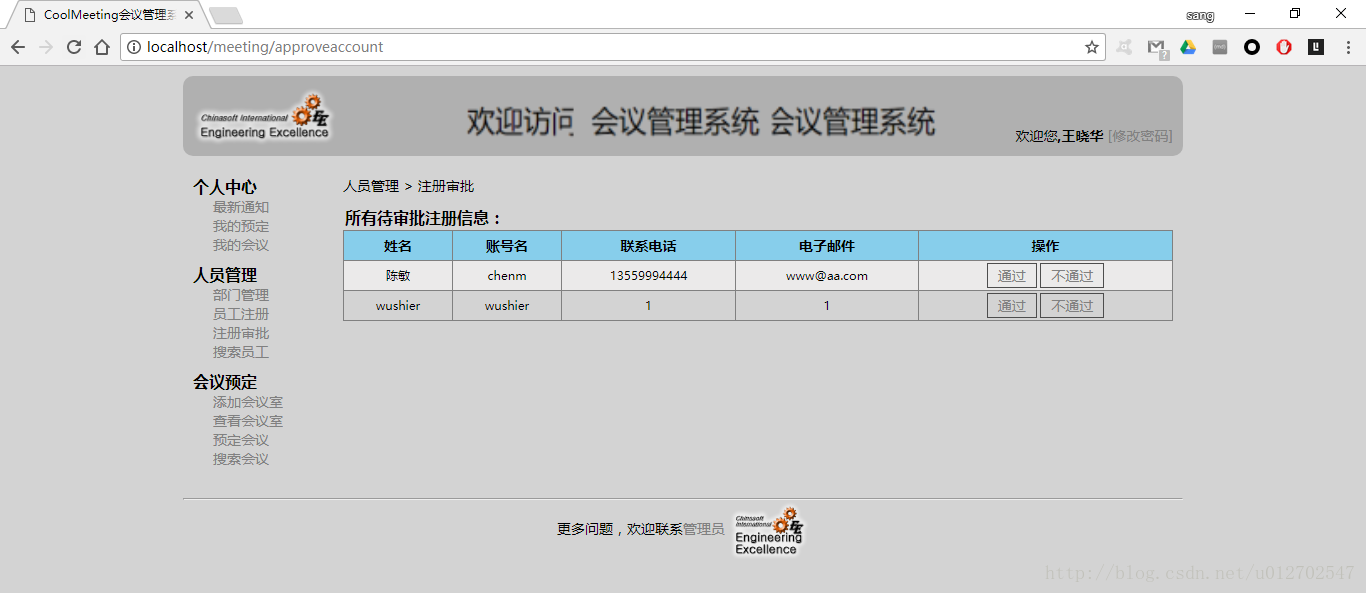 CoolMeeting会议管理系
sang
localhost/meeting/approveaccount
Chinasoft International
Engineering Excellence
欢迎访问 会议管理系统 会议管理系统
欢迎您,王晓华 [修改密码]
个人中心
最新通知
我的预定
我的会议
人员管理
部门管理
员工注册
注册审批
搜索员工
会议预定
添加会议室
查看会议室
预定会议
搜索会议
人员管理 > 注册审批
所有待审批注册信息：
姓名 账号名 联系电话 电子邮件 操作
陈敏 chenm 13559994444 www@aa.com 通过 不通过
wushier wushier 1 1 通过 不通过
更多问题，欢迎联系管理员
Chinasoft
International
Engineering
Excellence
http://blog.csdn.net/u012702547